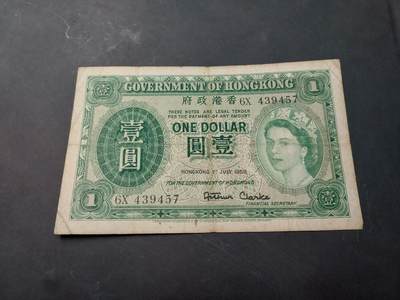 壹 GOVERNMENT OF HONGKONG 1
府政港香 6X 439457
THESE NOTES ARE LEGAL TENDER
FOR THE PAYMENT OF ANY AMOUNT
壹圓
ONE DOLLAR
圓壹
HONGKONG 1ST JULY
FOR THE GOVERNMENT OF HONGKONG
1 6X 439457 Arthur Clarke 壹
FINANCIAL SECRETARY